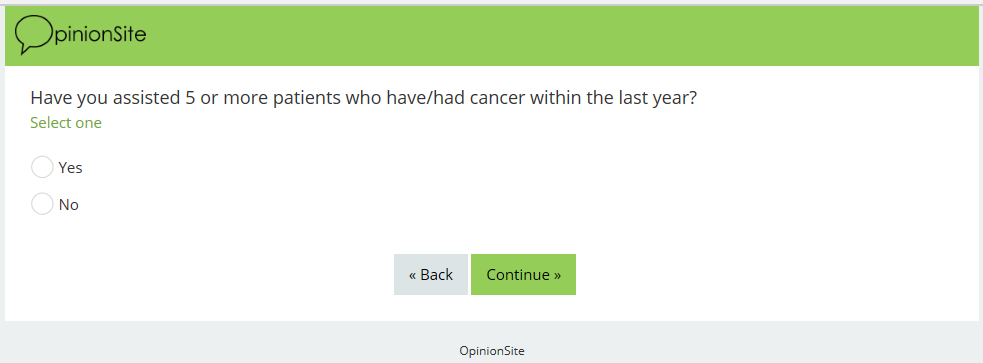 OpinionSite
Have you assisted 5 or more patients who have/had cancer within the last year?
Select one
Yes
No
« Back Continue »
OpinionSite